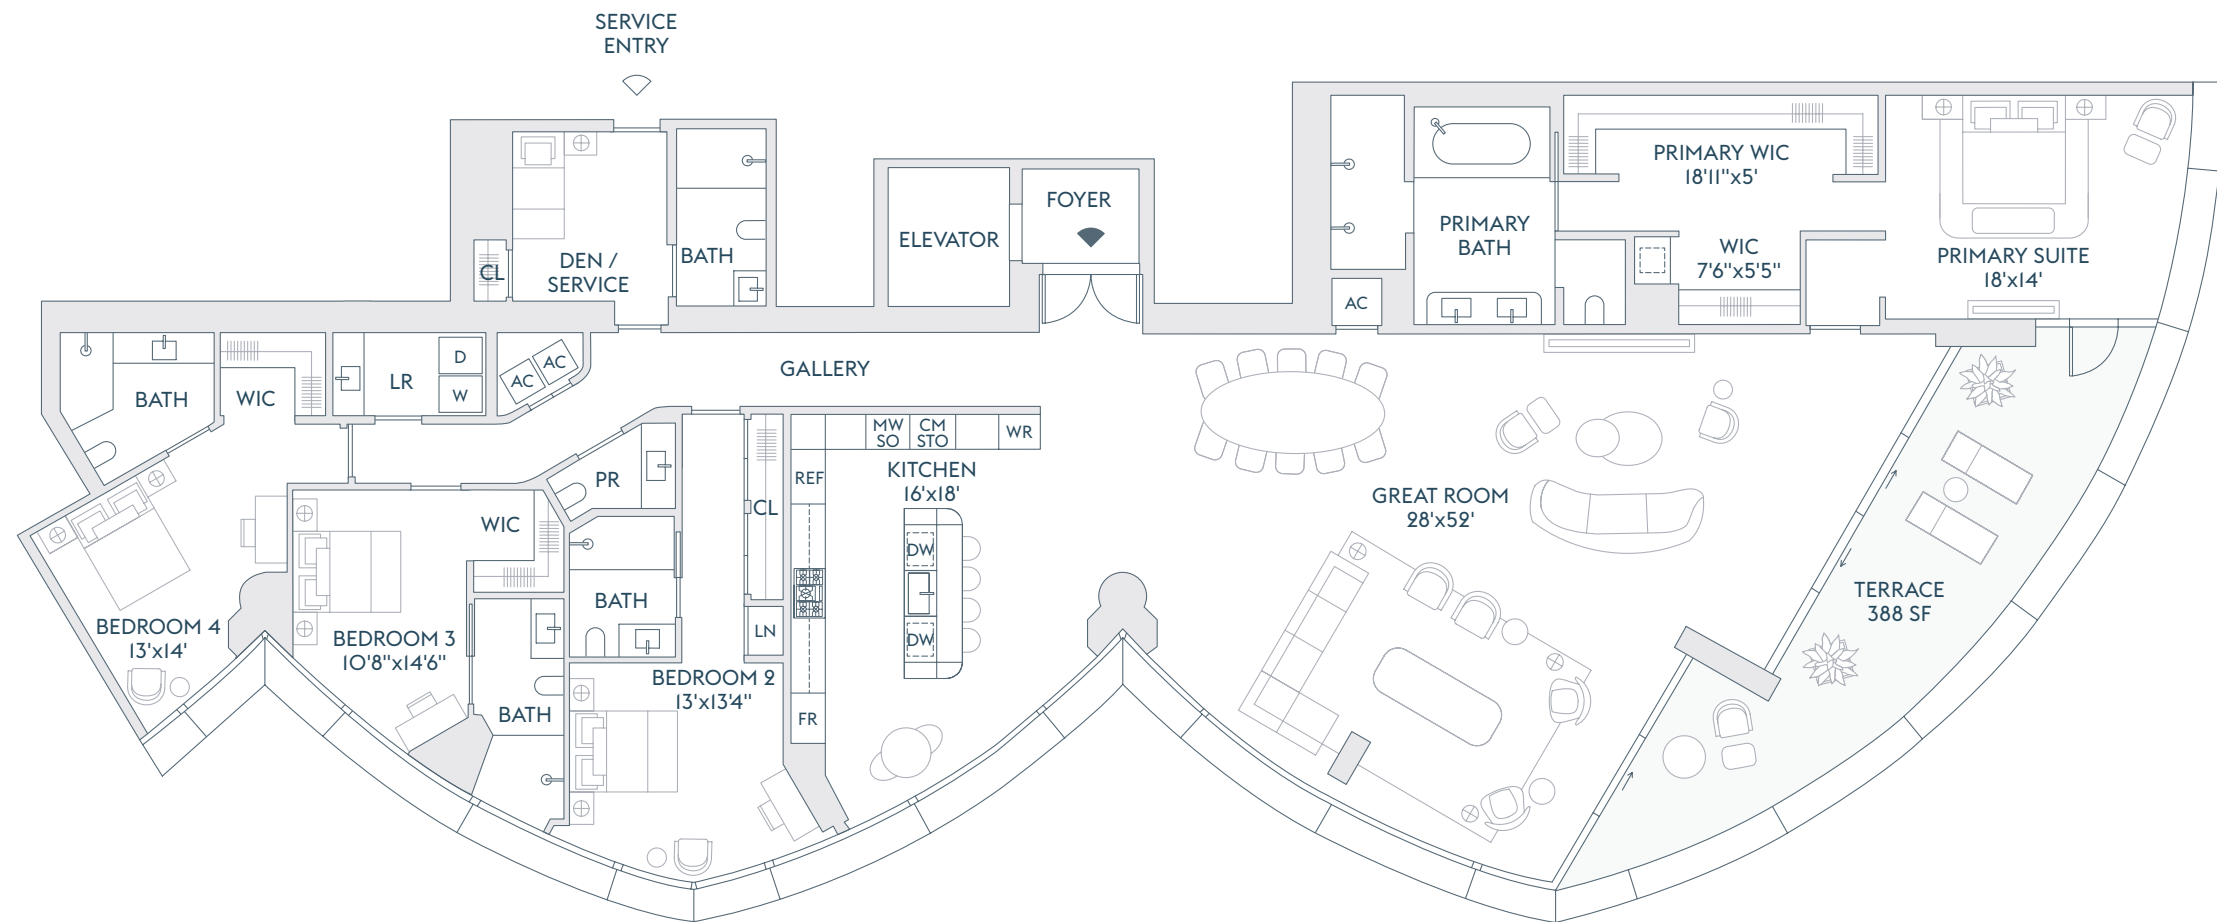 SERVICE
ENTRY
CL
DEN /
SERVICE
BATH
ELEVATOR
FOYER
PRIMARY
BATH
AC
PRIMARY WIC
18'11"x5'
WIC
7'6"x5'5"
PRIMARY SUITE
18'x14'
BATH
WIC
LR
D
W
AC
AC
GALLERY
MW
SO
CM
STO
WR
REF
KITCHEN
16'x18'
DW
DW
FR
PR
CL
LN
WIC
BATH
BEDROOM 4
13'x14'
BEDROOM 3
10'8"x14'6"
BATH
BEDROOM 2
13'x13'4"
GREAT ROOM
28'x52'
TERRACE
388 SF